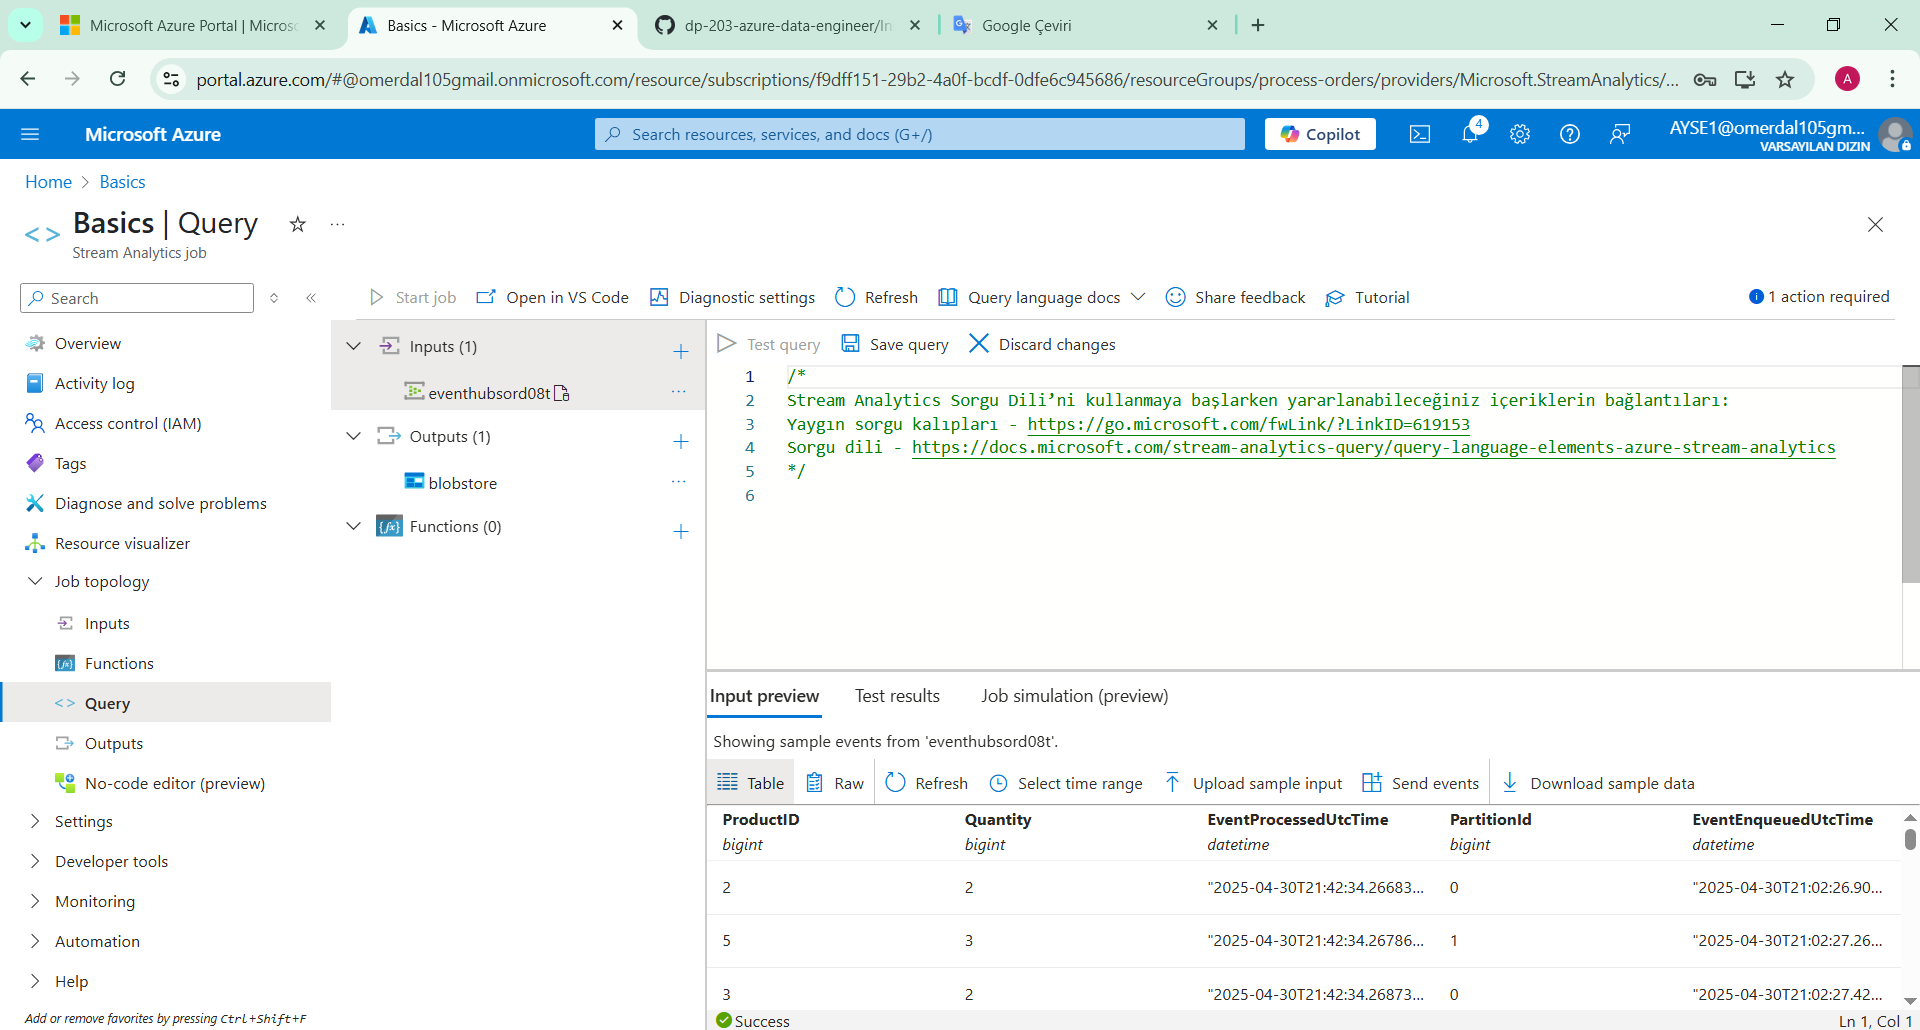 Microsoft Azure Portal | Microsc
Basics - Microsoft Azure
dp-203-azure-data-engineer/In
Google Çeviri
portal.azure.com/#@omerdal105gmail.onmicrosoft.com/resource/subscriptions/f9dff151-29b2-4a0f-bcdf-0dfe6c945686/resourceGroups/process-orders/providers/Microsoft.StreamAnalytics/...
A
Microsoft Azure
Search resources, services, and docs (G+/)
Copilot
4
AYSE1@omerdal105gm...
VARSAYILAN DIZIN
Home > Basics
Basics | Query
Stream Analytics job
Search
Start job
Open in VS Code
Diagnostic settings
Refresh
Query language docs
Share feedback
Tutorial
1 action required
Overview
Activity log
Access control (IAM)
Tags
Diagnose and solve problems
Resource visualizer
Job topology
Inputs
Functions
Query
Outputs
No-code editor (preview)
Settings
Developer tools
Monitoring
Automation
Help
Add or remove favorites by pressing Ctrl+Shift+F
Inputs (1)
eventhubsord08t
Outputs (1)
blobstore
Functions (0)
Test query
Save query
Discard changes
1 /*
2 Stream Analytics Sorgu Dili’ni kullanmaya başlarken yararlanabileceğiniz içeriklerin bağlantıları:
3 Yaygın sorgu kalıpları - https://go.microsoft.com/fwLink/?LinkID=619153
4 Sorgu dili - https://docs.microsoft.com/stream-analytics-query/query-language-elements-azure-stream-analytics
5 */
6
Input preview
Test results
Job simulation (preview)
Showing sample events from 'eventhubsord08t'.
Table
Raw
Refresh
Select time range
Upload sample input
Send events
Download sample data
ProductID Quantity EventProcessedUtcTime PartitionId EventEnqueuedUtcTime
bigint bigint datetime bigint datetime
2 2 "2025-04-30T21:42:34.26683... 0 "2025-04-30T21:02:26.90...
5 3 "2025-04-30T21:42:34.26786... 1 "2025-04-30T21:02:27.26...
3 2 "2025-04-30T21:42:34.26873... 0 "2025-04-30T21:02:27.42...
Success
Ln 1, Col 1